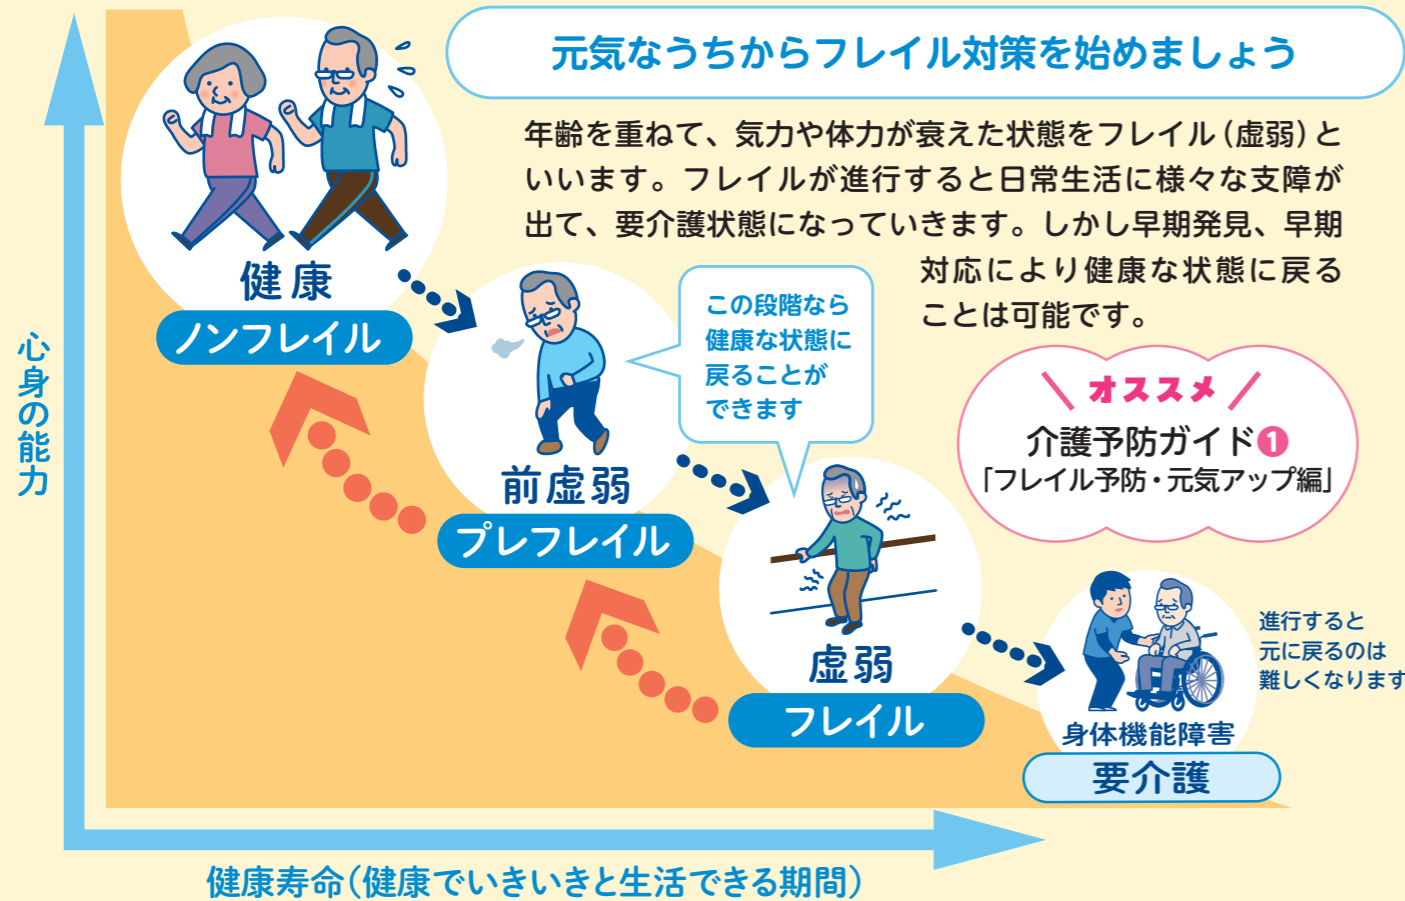 元気なうちからフレイル対策を始めましょう
年齢を重ねて、気力や体力が衰えた状態をフレイル（虚弱）と
いいます。フレイルが進行すると日常生活に様々な支障が
出て、要介護状態になっていきます。しかし早期発見、早期
対応により健康な状態に戻る
ことは可能です。
心身の能力
健康
ノンフレイル
この段階なら
健康な状態に
戻ることが
できます
前虚弱
プレフレイル
オススメ
介護予防ガイド❶
「フレイル予防・元気アップ編」
虚弱
フレイル
進行すると
元に戻るのは
難しくなります
身体機能障害
要介護
健康寿命（健康でいきいきと生活できる期間）